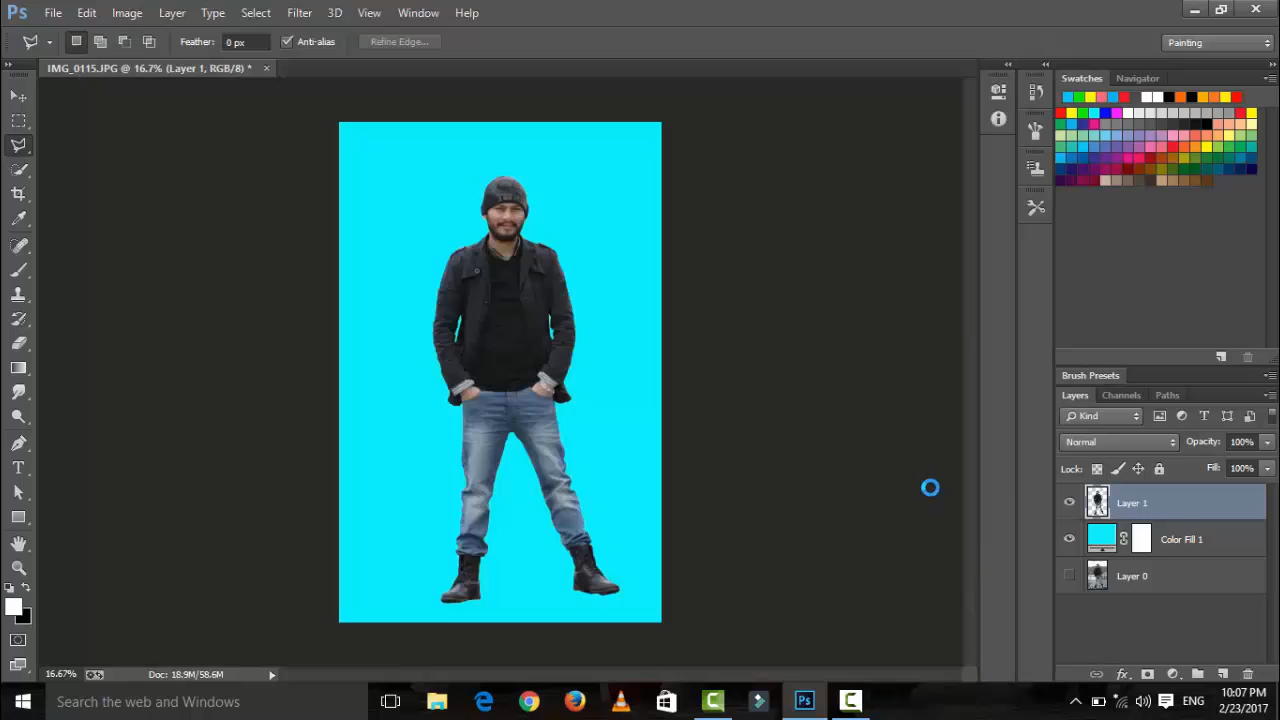 Ps File Edit Image Layer Type Select Filter 3D View Window Help
Feather: 0 px Anti-alias Refine Edge... Painting
IMG_0115.JPG @ 16.7% (Layer 1, RGB/8) * ×
Swatches Navigator
Brush Presets
Layers Channels Paths
Kind
Normal Opacity: 100%
Lock: Fill: 100%
Layer 1
Color Fill 1
Layer 0
16.67% Doc: 18.9M/58.6M
Search the web and Windows
ENG
10:07 PM
2/23/2017